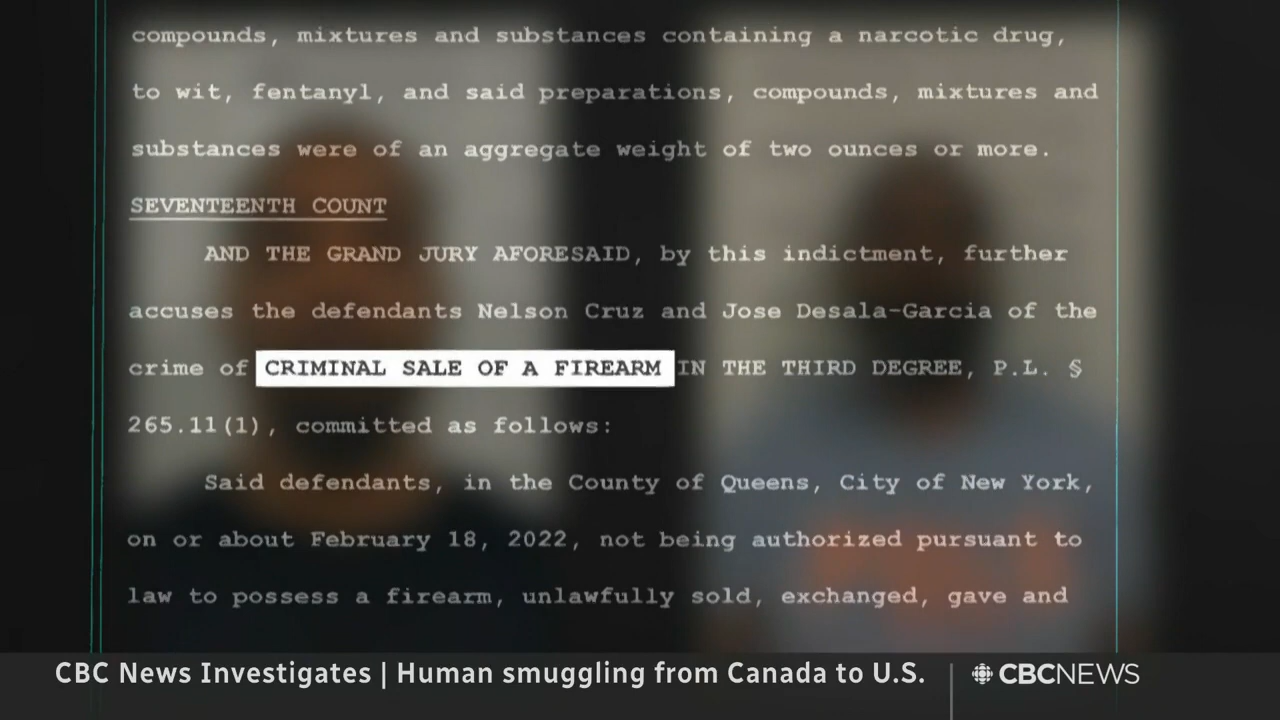 compounds, mixtures and substances containing a narcotic drug,
to wit, fentanyl, and said preparations, compounds, mixtures and
substances were of an aggregate weight of two ounces or more.
SEVENTEENTH COUNT
AND THE GRAND JURY AFORESAID, by this indictment, further
accuses the defendants Nelson Cruz and Jose Desala-Garcia of the
crime of CRIMINAL SALE OF A FIREARM IN THE THIRD DEGREE, P.L. §
265.11(1), committed as follows:
Said defendants, in the County of Queens, City of New York,
on or about February 18, 2022, not being authorized pursuant to
law to possess a firearm, unlawfully sold, exchanged, gave and
CBC News Investigates | Human smuggling from Canada to U.S.
CBCNEWS